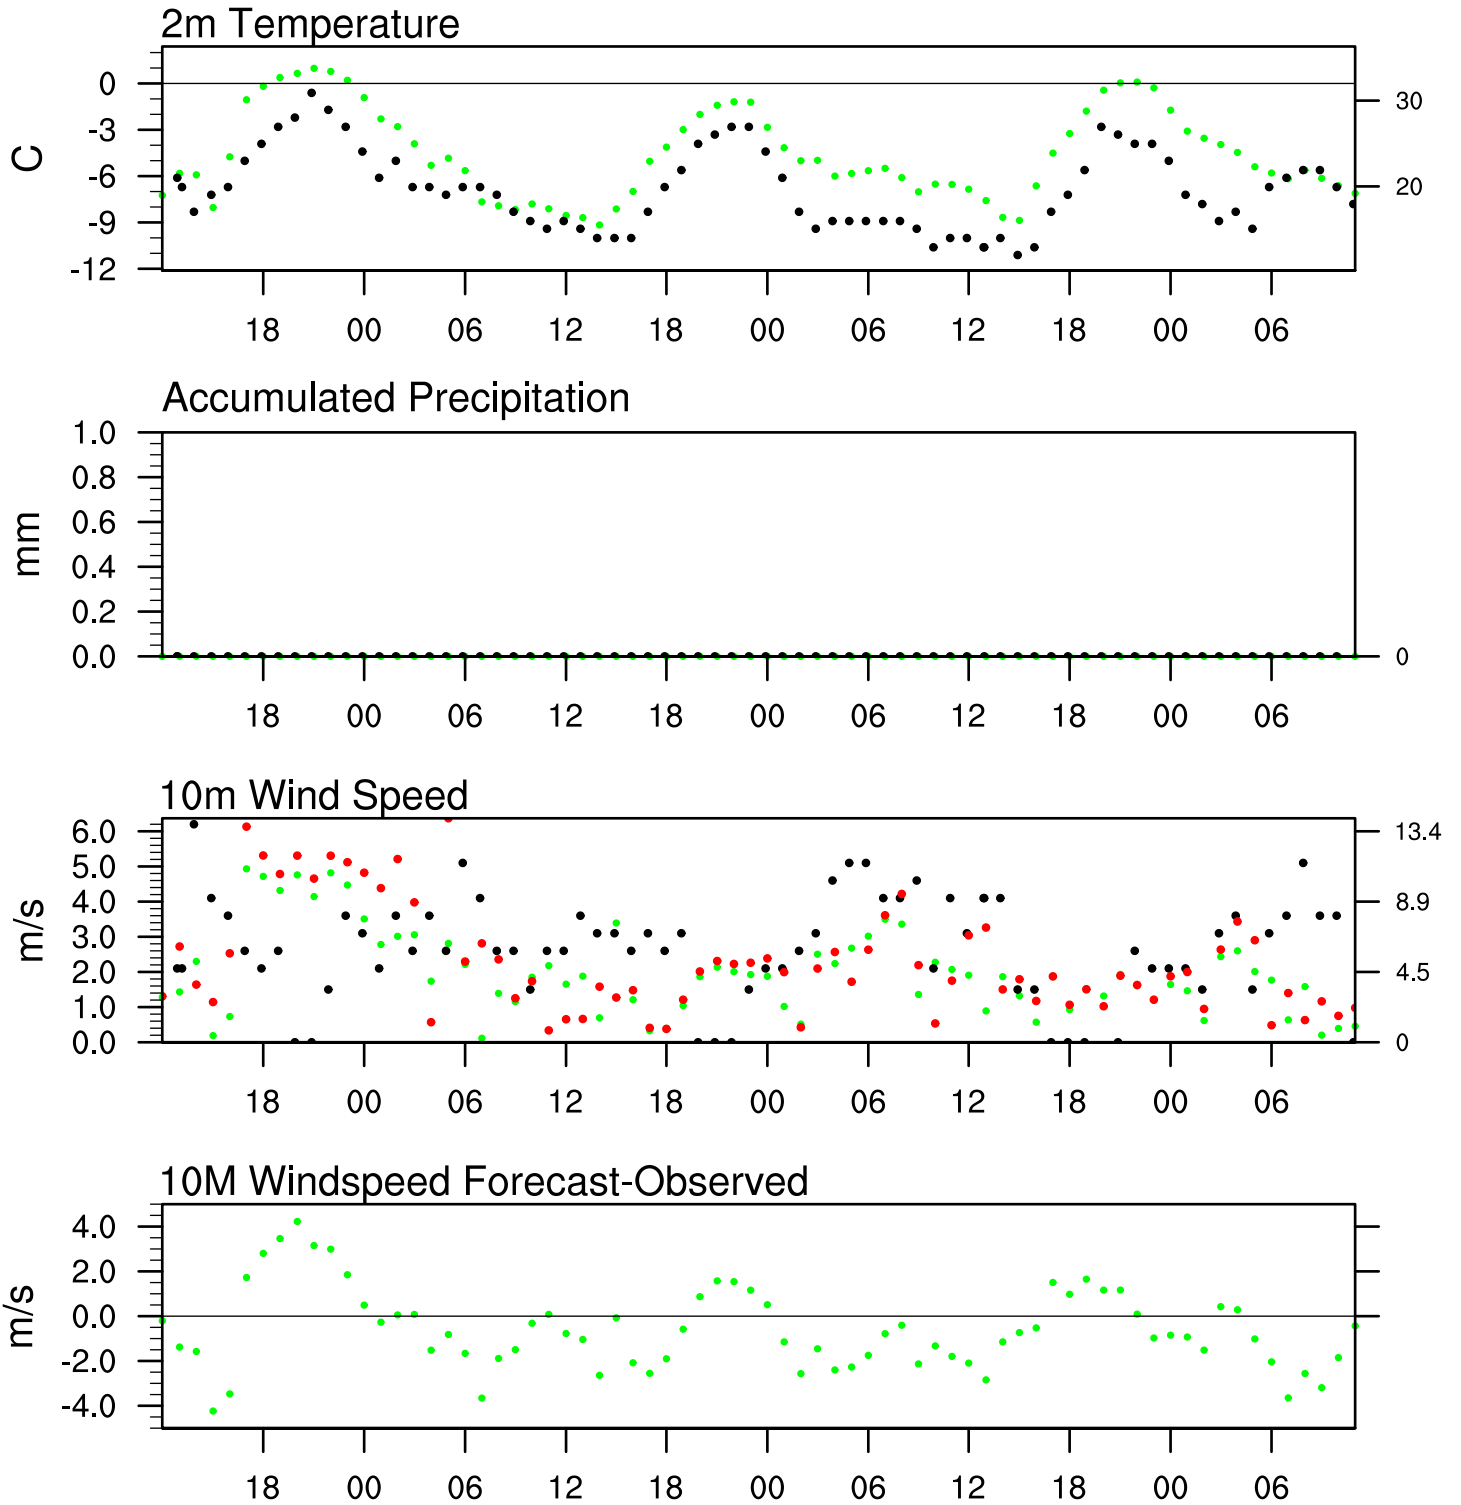 2m Temperature
0
-3
-6
-9
-12
C
30
20
18 00 06 12 18 00 06 12 18 00 06
Accumulated Precipitation
1.0
0.8
0.6
0.4
0.2
0.0
mm
0
18 00 06 12 18 00 06 12 18 00 06
10m Wind Speed
6.0
5.0
4.0
3.0
2.0
1.0
0.0
m/s
13.4
8.9
4.5
0
18 00 06 12 18 00 06 12 18 00 06
10M Windspeed Forecast-Observed
4.0
2.0
0.0
-2.0
-4.0
m/s
18 00 06 12 18 00 06 12 18 00 06